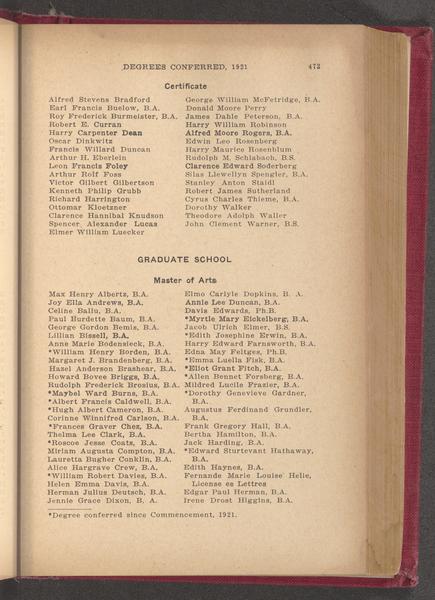 DEGREES CONFERRED, 1921 473
Certificate
Alfred Stevens Bradford
Earl Francis Buelow, B.A.
Roy Frederick Burmeister, B.A.
Robert E. Curran
Harry Carpenter Dean
Oscar Dinkwitz
Francis Willard Duncan
Arthur H. Eberlein
Leon Francis Foley
Arthur Rolf Foss
Victor Gilbert Gilbertson
Kenneth Philip Grubb
Richard Harrington
Ottomar Kloetzner
Clarence Hannibal Knudson
Spencer Alexander Lucas
Elmer William Luecker
George William McFetridge, B.A.
Donald Moore Perry
James Dahle Peterson, B.A.
Harry William Robinson
Alfred Moore Rogers, B.A.
Edwin Leo Rosenberg
Harry Maurice Rosenblum
Rudolph M. Schlabach, B.S.
Clarence Edward Soderberg
Silas Llewellyn Spengler, B.A.
Stanley Anton Staidl
Robert James Sutherland
Cyrus Charles Thieme, B.A.
Dorothy Walker
Theodore Adolph Waller
John Clement Warner, B.S.
GRADUATE SCHOOL
Master of Arts
Max Henry Albertz, B.A.
Joy Ella Andrews, B.A.
Celine Ballu, B.A.
Paul Burdette Baum, B.A.
George Gordon Bemis, B.A.
Lillian Bissell, B.A.
Anne Marie Bodensieck, B.A.
*William Henry Borden, B.A.
Margaret J. Brandenberg, B.A.
Hazel Anderson Brashear, B.A.
Howard Bovee Briggs, B.A.
Rudolph Frederick Brosius, B.A.
*Maybel Ward Burns, B.A.
*Albert Francis Caldwell, B.A.
*Hugh Albert Cameron, B.A.
Corinne Winnifred Carlson, B.A.
*Frances Graver Chez, B.A.
Thelma Lee Clark, B.A.
*Roscoe Jesse Coats, B.A.
Miriam Augusta Compton, B.A.
Lauretta Bugher Conklin, B.A.
Alice Hargrave Crew, B.A.
*William Robert Davies, B.A.
Helen Emma Davis, B.A.
Herman Julius Deutsch, B.A.
Jennie Grace Dixon, B. A.
Elmo Carlyle Dopkins, B. A.
Annie Lee Duncan, B.A.
Davis Edwards, Ph.B.
*Myrtle Mary Eickelberg, B.A.
Jacob Ulrich Elmer, B.S.
*Edith Josephine Erwin, B.A.
Harry Edward Farnsworth, B.A.
Edna May Feltges, Ph.B.
*Emma Luella Fisk, B.A.
*Eliot Grant Fitch, B.A.
*Allen Bennet Forsberg, B.A.
Mildred Lucile Frazier, B.A.
*Dorothy Genevieve Gardner,
B.A.
Augustus Ferdinand Grundler,
B.A.
Frank Gregory Hall, B.A.
Bertha Hamilton, B.A.
Jack Harding, B.A.
*Edward Sturtevant Hathaway,
B.A.
Edith Haynes, B.A.
Fernande Marie Louise Helie,
License es Lettres
Edgar Paul Herman, B.A.
Irene Drost Higgins, B.A.
*Degree conferred since Commencement, 1921.